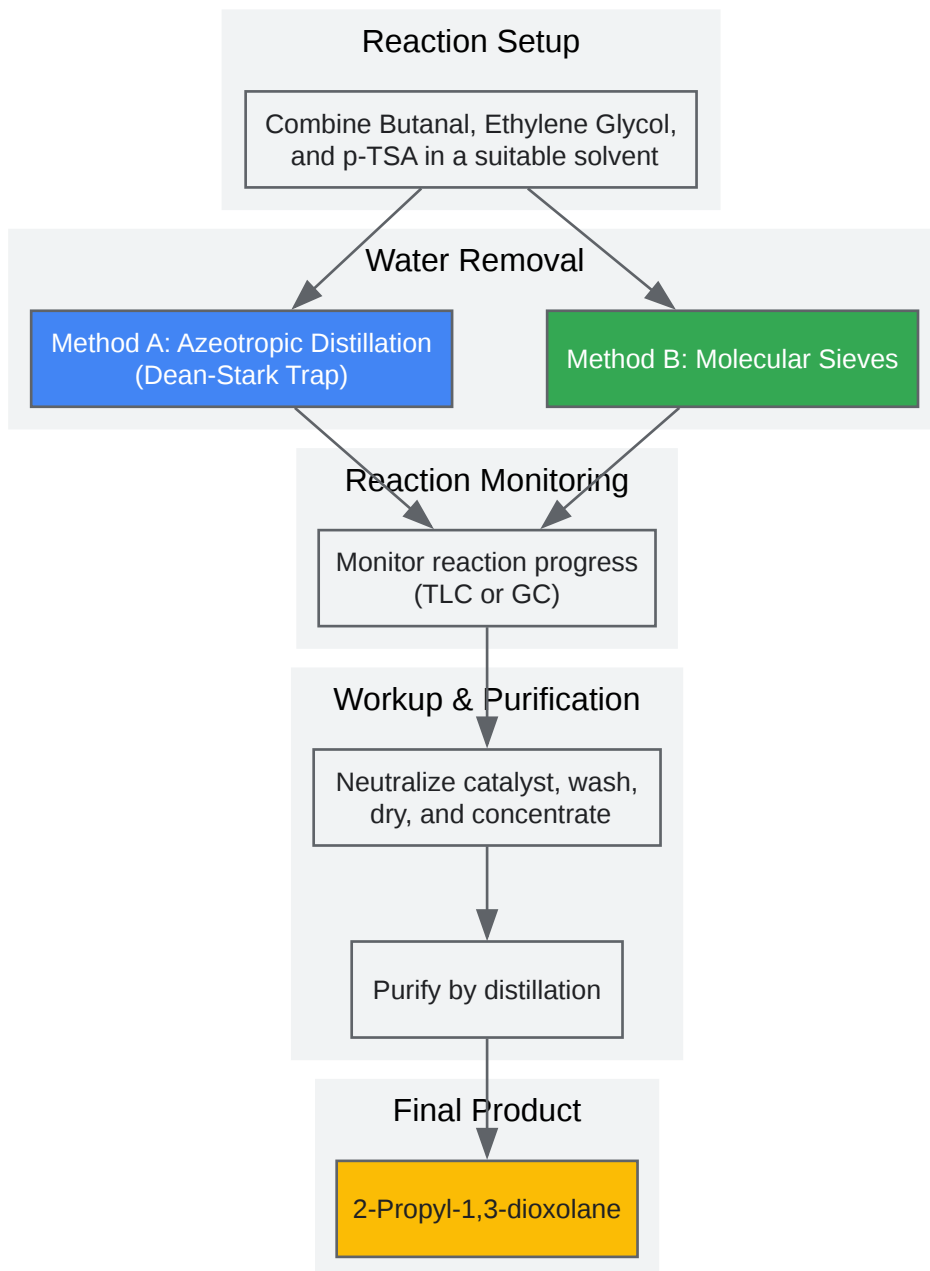 Reaction Setup
Combine Butanal, Ethylene Glycol,
and p-TSA in a suitable solvent
Water Removal
Method A: Azeotropic Distillation
(Dean-Stark Trap)
Method B: Molecular Sieves
Reaction Monitoring
Monitor reaction progress
(TLC or GC)
Workup & Purification
Neutralize catalyst, wash,
dry, and concentrate
Purify by distillation
Final Product
2-Propyl-1,3-dioxolane